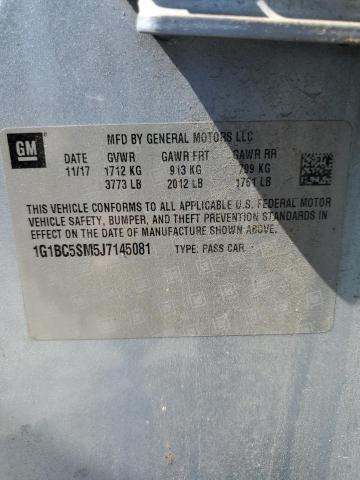 GM
MFD BY GENERAL MOTORS LLC
DATE GVWR GAWR FRT GAWR RR
11/17 1712 KG 913 KG 799 KG
3773 LB 2012 LB 1761 LB
THIS VEHICLE CONFORMS TO ALL APPLICABLE U.S. FEDERAL MOTOR
VEHICLE SAFETY, BUMPER, AND THEFT PREVENTION STANDARDS IN
EFFECT ON THE DATE OF MANUFACTURE SHOWN ABOVE.
1G1BC5SM5J7145081 TYPE: PASS CAR